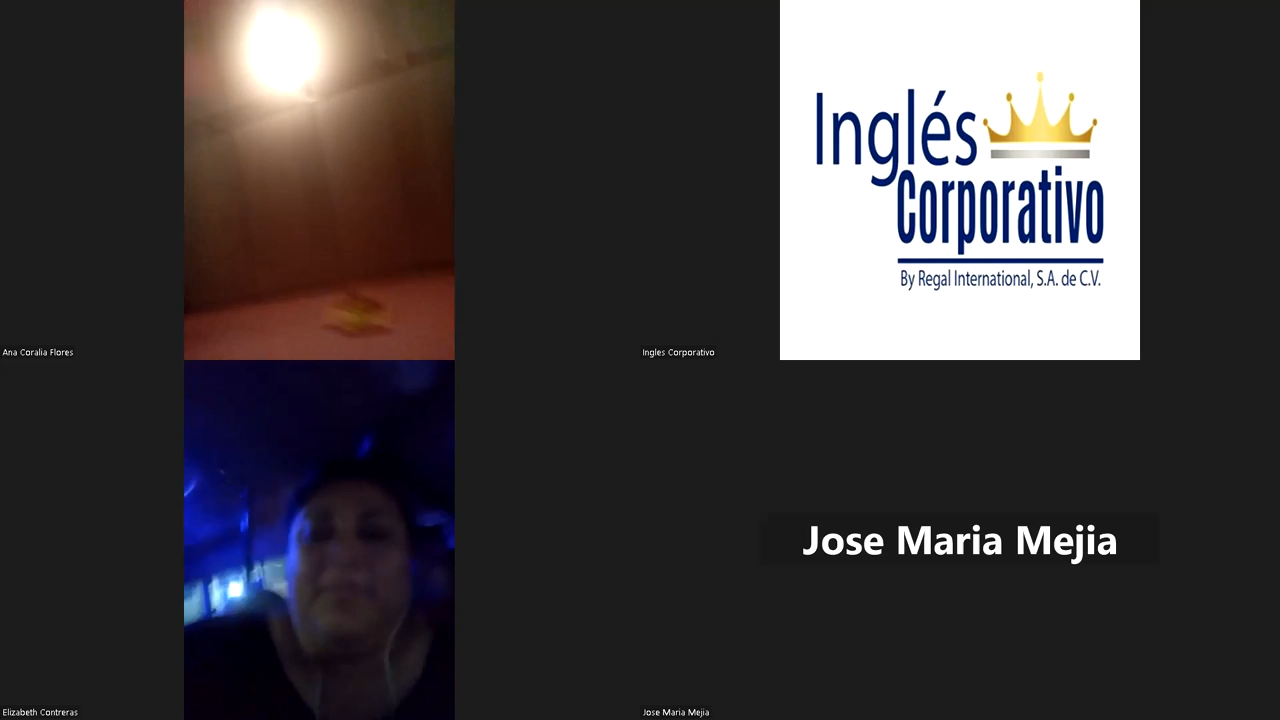 Inglés
Corporativo
By Regal International, S.A. de C.V.
Ana Coralia Flores
Ingles Corporativo
Jose Maria Mejia
Elizabeth Contreras
Jose Maria Mejia